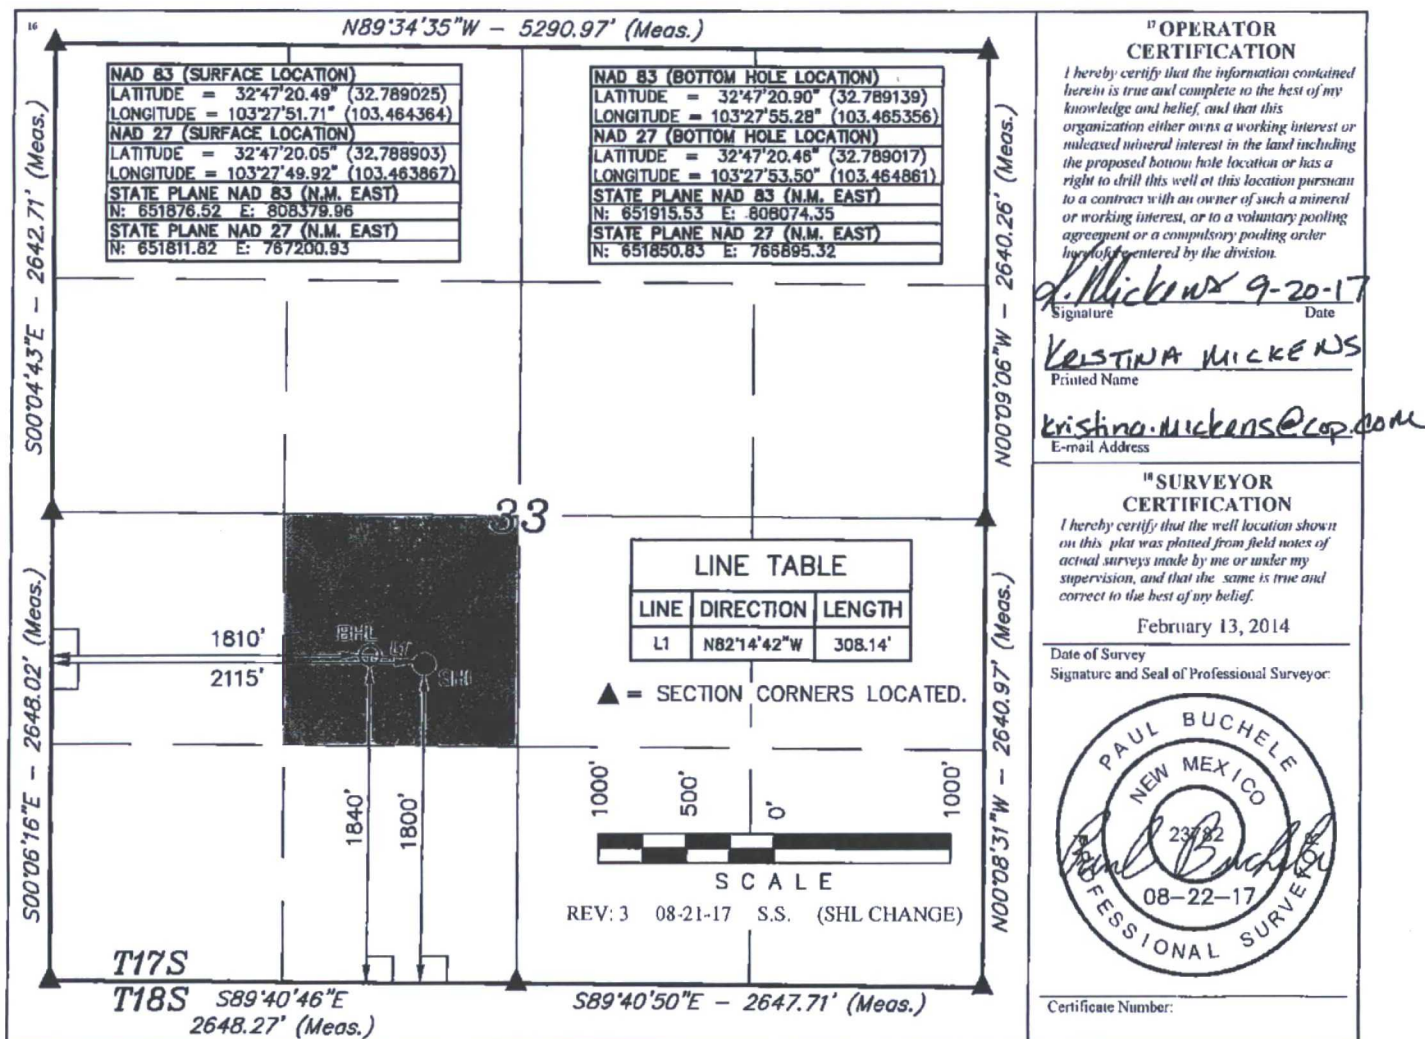 16
N89°34'35"W – 5290.97' (Meas.)
NAD 83 (SURFACE LOCATION)
LATITUDE = 32°47'20.49" (32.789025)
LONGITUDE = 103°27'51.71" (103.464364)
NAD 27 (SURFACE LOCATION)
LATITUDE = 32°47'20.05" (32.788903)
LONGITUDE = 103°27'49.92" (103.463867)
STATE PLANE NAD 83 (N.M. EAST)
N: 651876.52 E: 808379.96
STATE PLANE NAD 27 (N.M. EAST)
N: 651811.82 E: 767200.93
NAD 83 (BOTTOM HOLE LOCATION)
LATITUDE = 32°47'20.90" (32.789139)
LONGITUDE = 103°27'55.28" (103.465356)
NAD 27 (BOTTOM HOLE LOCATION)
LATITUDE = 32°47'20.46" (32.789017)
LONGITUDE = 103°27'53.50" (103.464861)
STATE PLANE NAD 83 (N.M. EAST)
N: 651915.53 E: 808074.35
STATE PLANE NAD 27 (N.M. EAST)
N: 651850.83 E: 766895.32
S00°04'43"E – 2642.71' (Meas.)
N00°09'06"W – 2640.26' (Meas.)
33
LINE TABLE
LINE DIRECTION LENGTH
L1 N82°14'42"W 308.14'
▲ = SECTION CORNERS LOCATED.
1810'
2115'
BHL
L1
SHL
1840'
1800'
S00°06'16"E – 2648.02' (Meas.)
N00°08'31"W – 2640.97' (Meas.)
1000' 500' 0' 1000'
SCALE
REV: 3 08-21-17 S.S. (SHL CHANGE)
T17S
T18S
S89°40'46"E
2648.27' (Meas.)
S89°40'50"E – 2647.71' (Meas.)
17 OPERATOR
CERTIFICATION
I hereby certify that the information contained
herein is true and complete to the best of my
knowledge and belief, and that this
organization either owns a working interest or
unleased mineral interest in the land including
the proposed bottom hole location or has a
right to drill this well at this location pursuant
to a contract with an owner of such a mineral
or working interest, or to a voluntary pooling
agreement or a compulsory pooling order
heretofore entered by the division.
K. Mickens 9-20-17
Signature Date
KRISTINA MICKENS
Printed Name
kristina.mickens@cop.com
E-mail Address
18 SURVEYOR
CERTIFICATION
I hereby certify that the well location shown
on this plat was plotted from field notes of
actual surveys made by me or under my
supervision, and that the same is true and
correct to the best of my belief.
February 13, 2014
Date of Survey
Signature and Seal of Professional Surveyor:
PAUL BUCHELE
NEW MEXICO
23782
Paul Buchele
08-22-17
PROFESSIONAL SURVEYOR
Certificate Number: